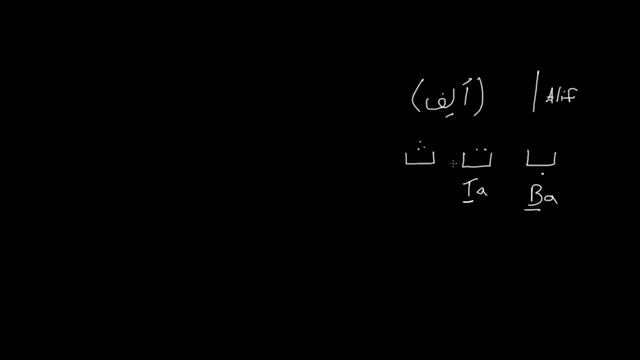 ا Alif (أَلِف)
ب ت ث
Ba Ta